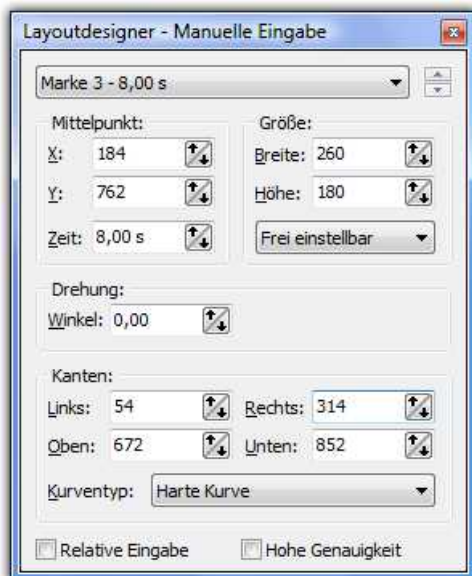 Layoutdesigner - Manuelle Eingabe
Marke 3 - 8,00 s
Mittelpunkt: Größe:
X: 184 Breite: 260
Y: 762 Höhe: 180
Zeit: 8,00 s Frei einstellbar
Drehung:
Winkel: 0,00
Kanten:
Links: 54 Rechts: 314
Oben: 672 Unten: 852
Kurventyp: Harte Kurve
Relative Eingabe Hohe Genauigkeit